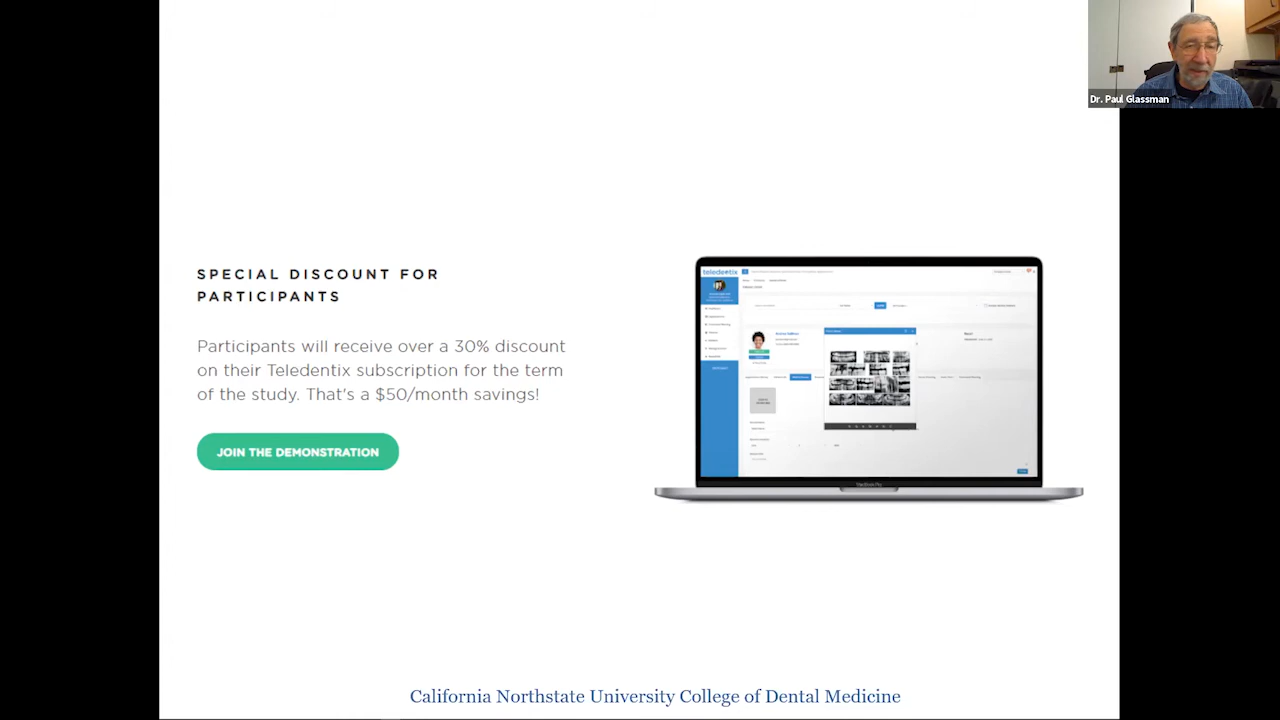 Dr. Paul Glassman
SPECIAL DISCOUNT FOR
PARTICIPANTS
Participants will receive over a 30% discount
on their Teledentix subscription for the term
of the study. That's a $50/month savings!
JOIN THE DEMONSTRATION
teledentix
MacBook Pro
California Northstate University College of Dental Medicine